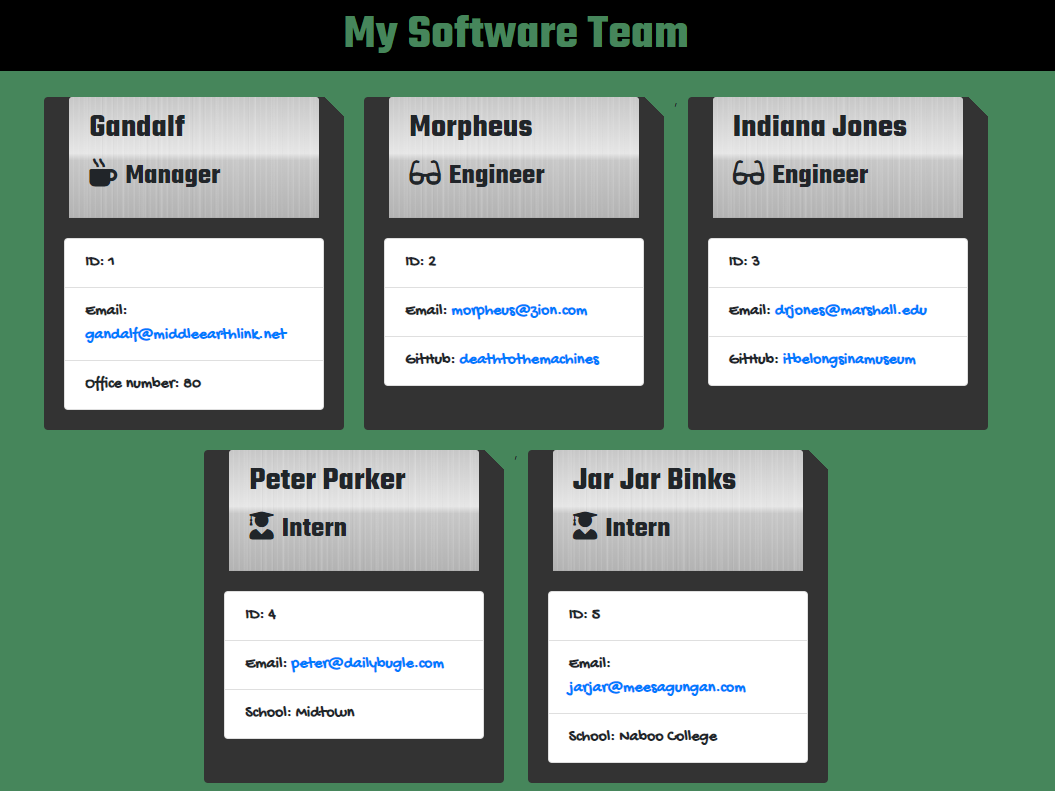 My Software Team
Gandalf
Manager
ID: 1
Email:
gandalf@middleearthlink.net
Office number: 80
Morpheus
Engineer
ID: 2
Email: morpheus@zion.com
GitHub: deathtothemachines
,
Indiana Jones
Engineer
ID: 3
Email: drjones@marshall.edu
GitHub: itbelongsinamuseum
Peter Parker
Intern
ID: 4
Email: peter@dailybugle.com
School: Midtown
,
Jar Jar Binks
Intern
ID: 5
Email:
jarjar@meesagungan.com
School: Naboo College